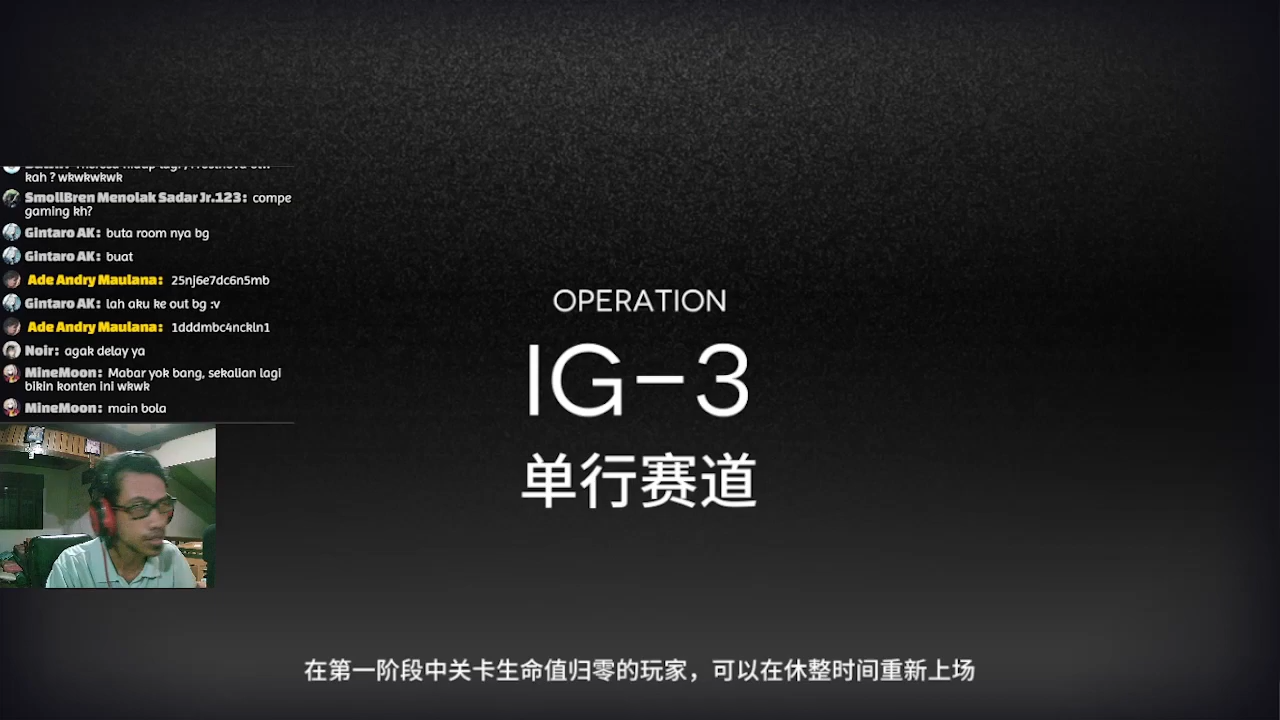 kah ? wkwkwkwk
SmollBren Menolak Sadar Jr.123: compe
gaming kh?
Gintaro AK: buta room nya bg
Gintaro AK: buat
Ade Andry Maulana: 25nj6e7dc6n5mb
Gintaro AK: lah aku ke out bg :v
Ade Andry Maulana: 1dddmbc4nckln1
Noir: agak delay ya
MineMoon: Mabar yok bang, sekalian lagi
bikin konten ini wkwk
MineMoon: main bola
OPERATION
IG-3
单行赛道
在第一阶段中关卡生命值归零的玩家，可以在休整时间重新上场